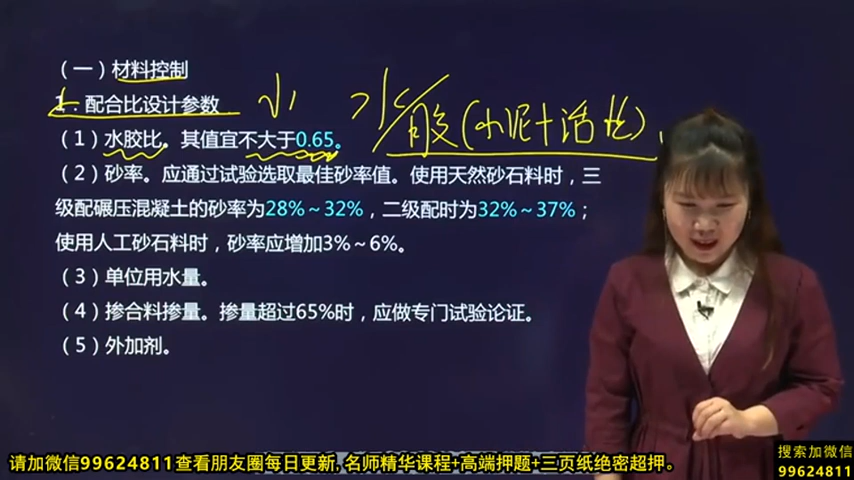 （一）材料控制
1. 配合比设计参数
水 水/胶(水泥+活性)
（1）水胶比。其值宜不大于0.65。
（2）砂率。应通过试验选取最佳砂率值。使用天然砂石料时，三
级配碾压混凝土的砂率为28%～32%，二级配时为32%～37%；
使用人工砂石料时，砂率应增加3%～6%。
（3）单位用水量。
（4）掺合料掺量。掺量超过65%时，应做专门试验论证。
（5）外加剂。
请加微信99624811查看朋友圈每日更新, 名师精华课程+高端押题+三页纸绝密超押。
搜索加微信
99624811